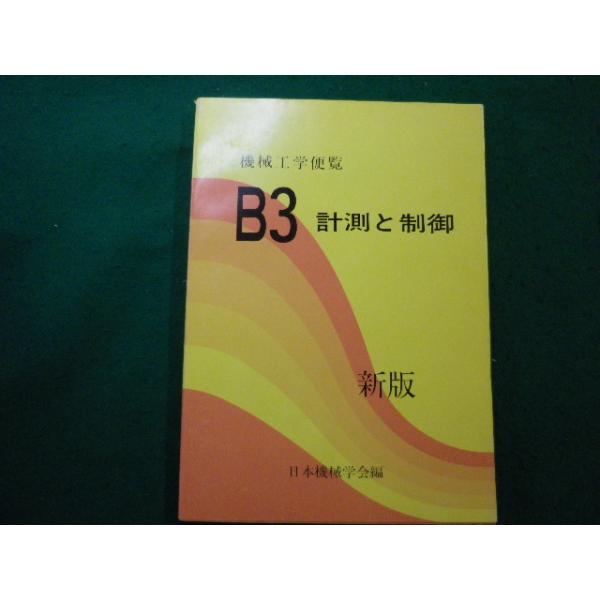 機械工学便覧
B3 計測と制御
新版
日本機械学会編